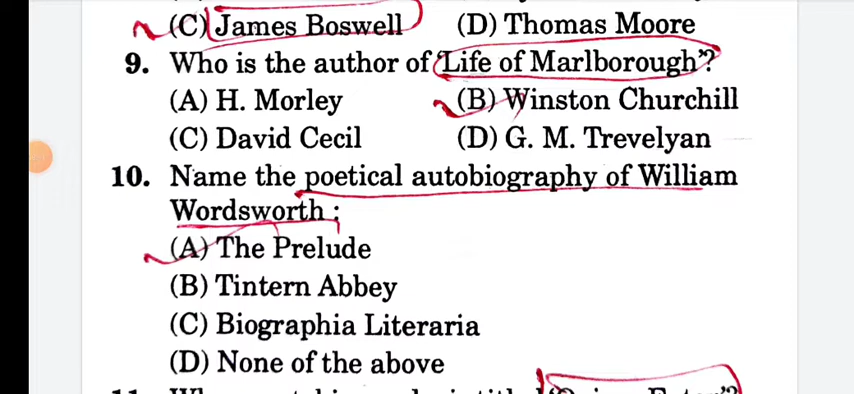 (C) James Boswell (D) Thomas Moore
9. Who is the author of 'Life of Marlborough'?
(A) H. Morley (B) Winston Churchill
(C) David Cecil (D) G. M. Trevelyan
10. Name the poetical autobiography of William
Wordsworth :
(A) The Prelude
(B) Tintern Abbey
(C) Biographia Literaria
(D) None of the above